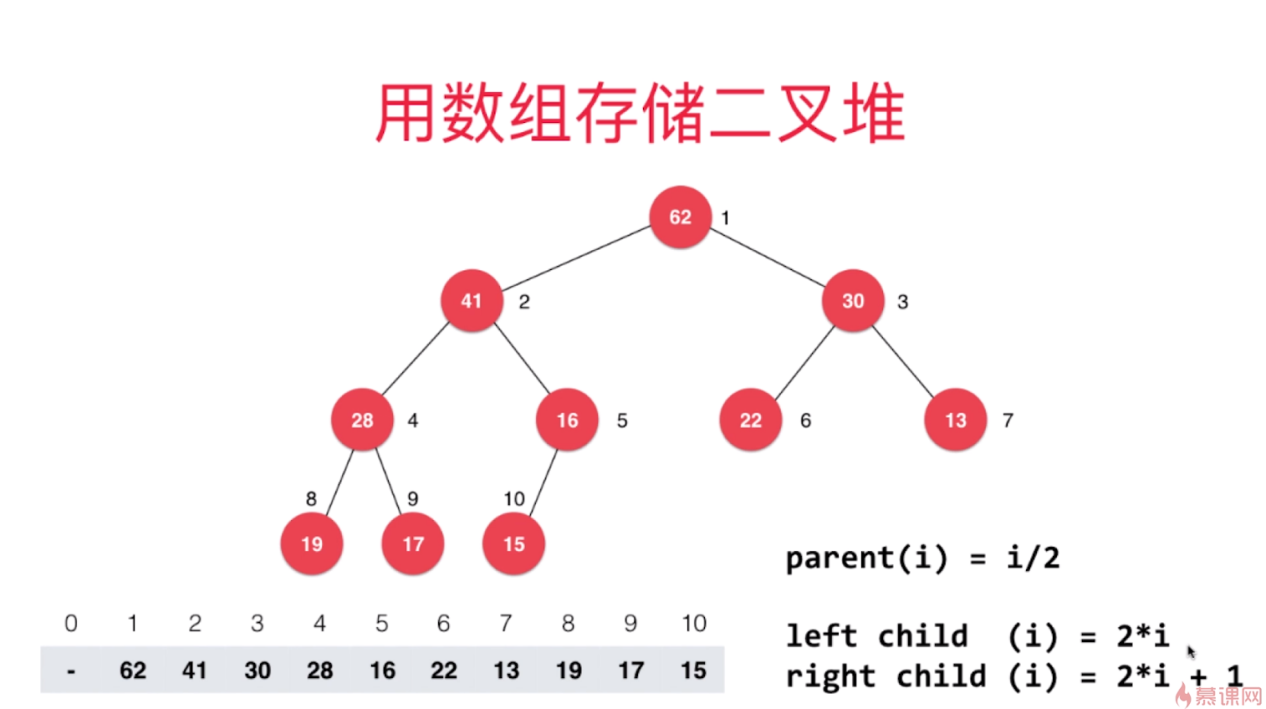 用数组存储二叉堆
62 1
41 2 30 3
28 4 16 5 22 6 13 7
8 9 10
19 17 15
parent(i) = i/2
0 1 2 3 4 5 6 7 8 9 10
left child (i) = 2*i
- 62 41 30 28 16 22 13 19 17 15
right child (i) = 2*i + 1
慕课网